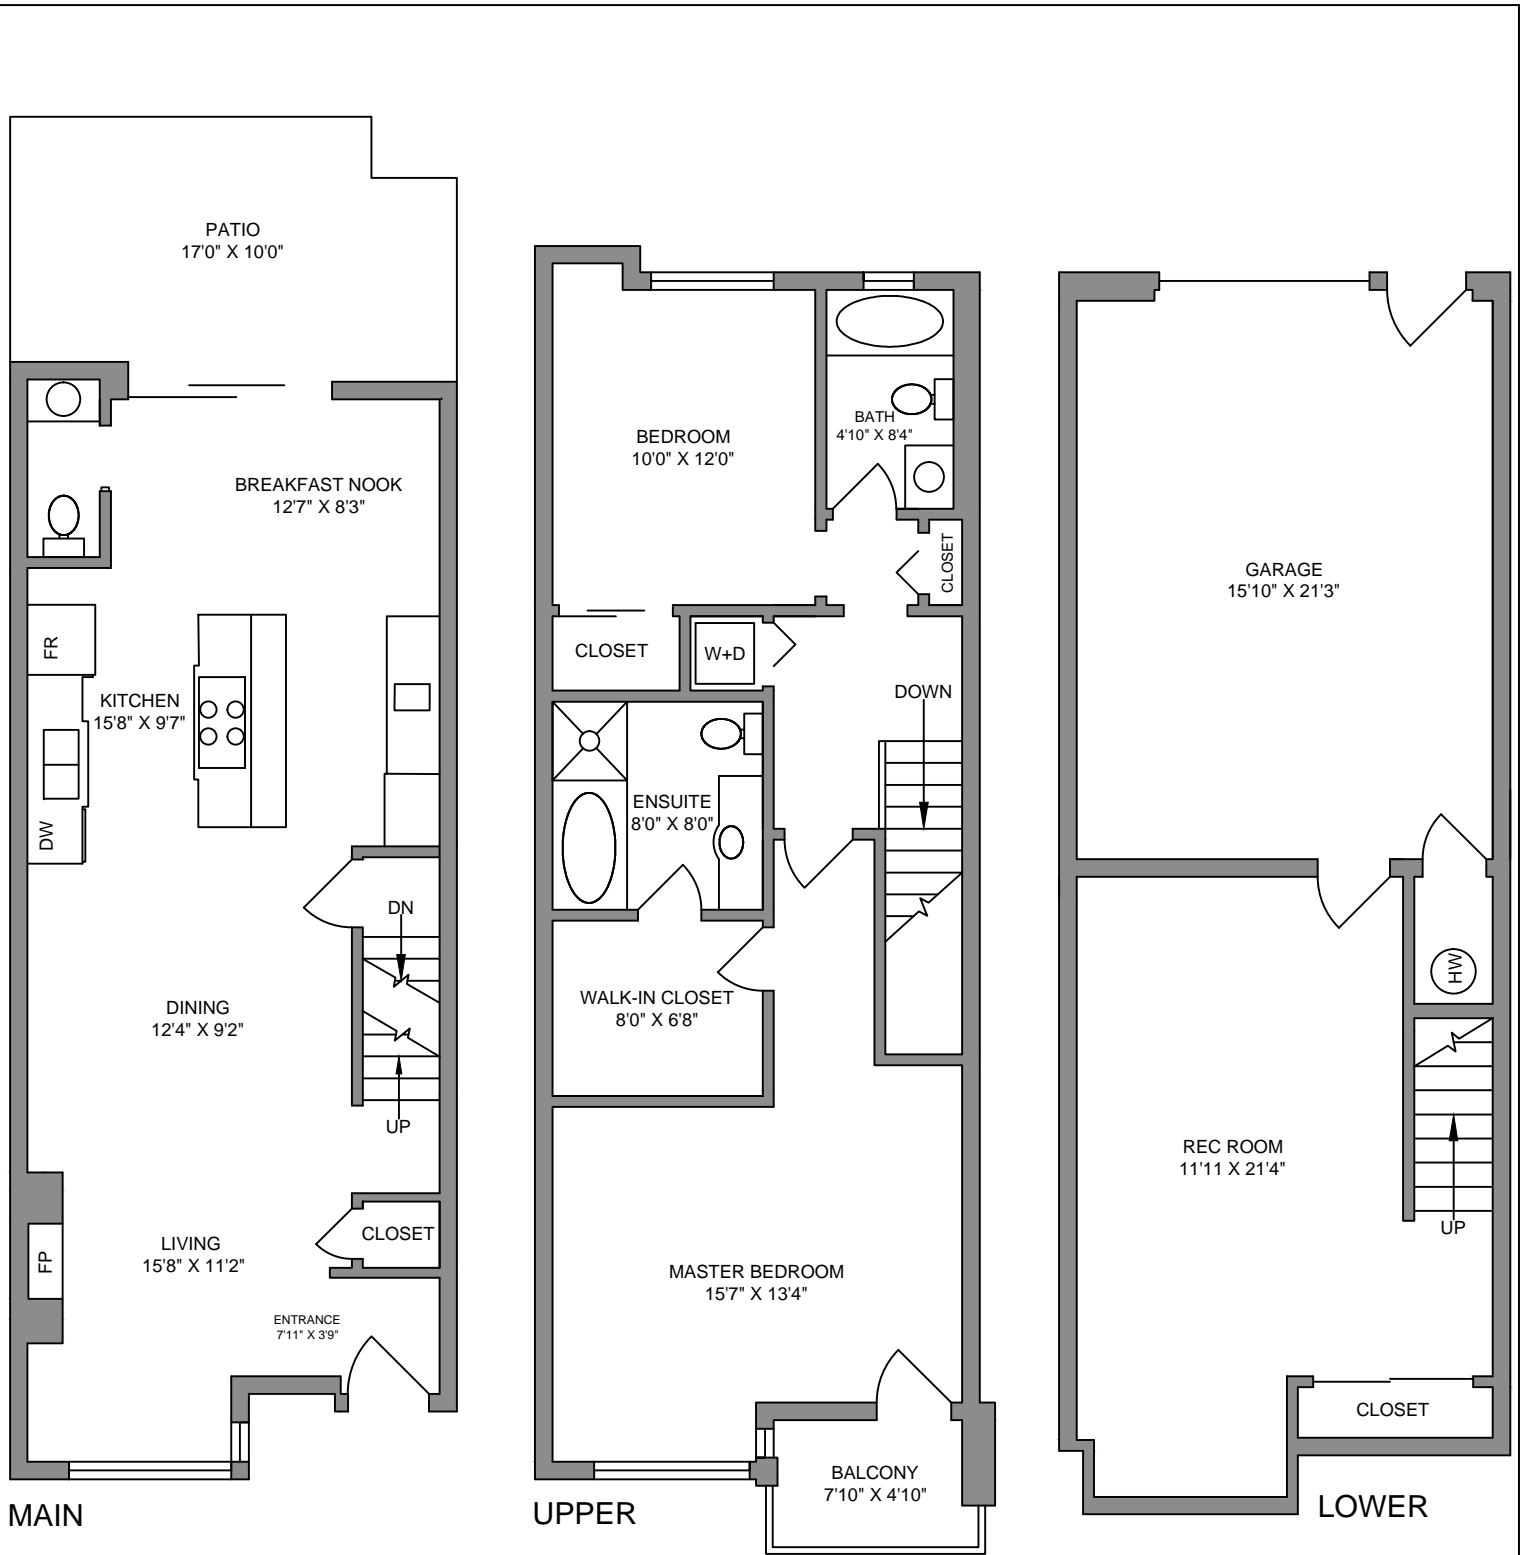 PATIO
17'0" X 10'0"
BREAKFAST NOOK
12'7" X 8'3"
FR
KITCHEN
15'8" X 9'7"
DW
DN
DINING
12'4" X 9'2"
UP
CLOSET
LIVING
15'8" X 11'2"
FP
ENTRANCE
7'11" X 3'9"
MAIN
BATH
4'10" X 8'4"
BEDROOM
10'0" X 12'0"
CLOSET
CLOSET
W+D
DOWN
ENSUITE
8'0" X 8'0"
WALK-IN CLOSET
8'0" X 6'8"
MASTER BEDROOM
15'7" X 13'4"
BALCONY
7'10" X 4'10"
UPPER
GARAGE
15'10" X 21'3"
HW
REC ROOM
11'11 X 21'4"
UP
CLOSET
LOWER